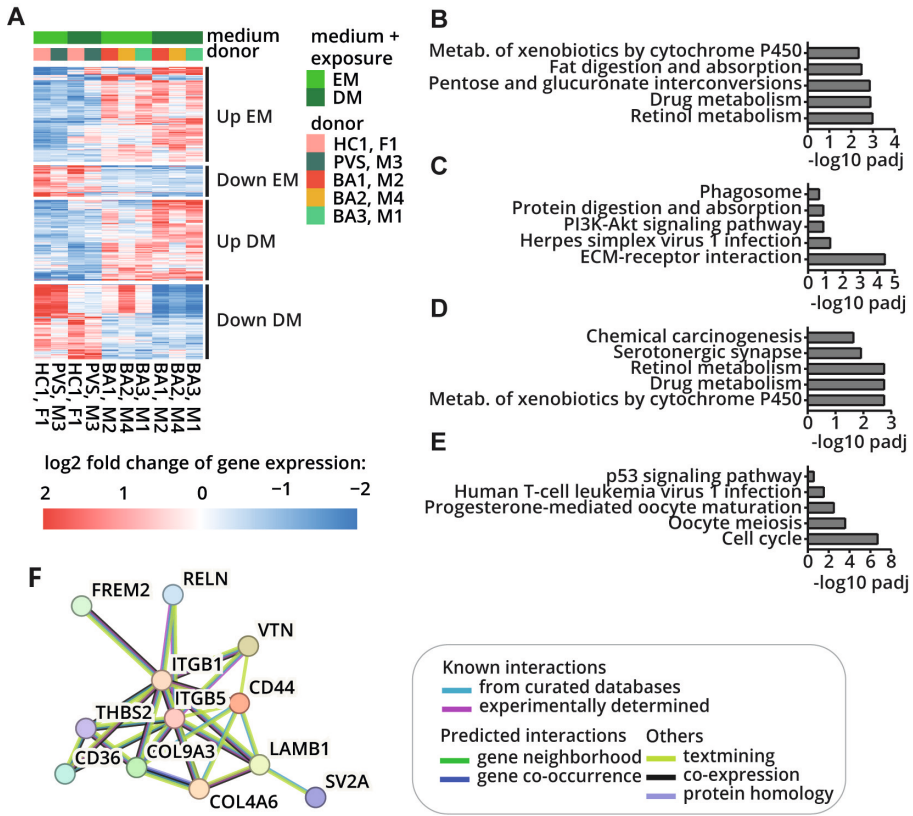 A
medium
donor
Up EM
Down EM
Up DM
Down DM
HC1, F1
PVS, M3
HC1, F1
PVS, M3
BA1, M2
BA2, M4
BA3, M1
BA1, M2
BA2, M4
BA3, M1
medium +
exposure
EM
DM
donor
HC1, F1
PVS, M3
BA1, M2
BA2, M4
BA3, M1
log2 fold change of gene expression:
2 1 0 −1 −2
B
Metab. of xenobiotics by cytochrome P450
Fat digestion and absorption
Pentose and glucuronate interconversions
Drug metabolism
Retinol metabolism
0 1 2 3 4
-log10 padj
C
Phagosome
Protein digestion and absorption
PI3K-Akt signaling pathway
Herpes simplex virus 1 infection
ECM-receptor interaction
0 1 2 3 4 5
-log10 padj
D
Chemical carcinogenesis
Serotonergic synapse
Retinol metabolism
Drug metabolism
Metab. of xenobiotics by cytochrome P450
0 1 2 3
-log10 padj
E
p53 signaling pathway
Human T-cell leukemia virus 1 infection
Progesterone-mediated oocyte maturation
Oocyte meiosis
Cell cycle
0 2 4 6 8
-log10 padj
F
FREM2
RELN
VTN
ITGB1
CD44
ITGB5
THBS2
COL9A3
LAMB1
CD36
SV2A
COL4A6
Known interactions
from curated databases
experimentally determined
Predicted interactions
gene neighborhood
gene co-occurrence
Others
textmining
co-expression
protein homology